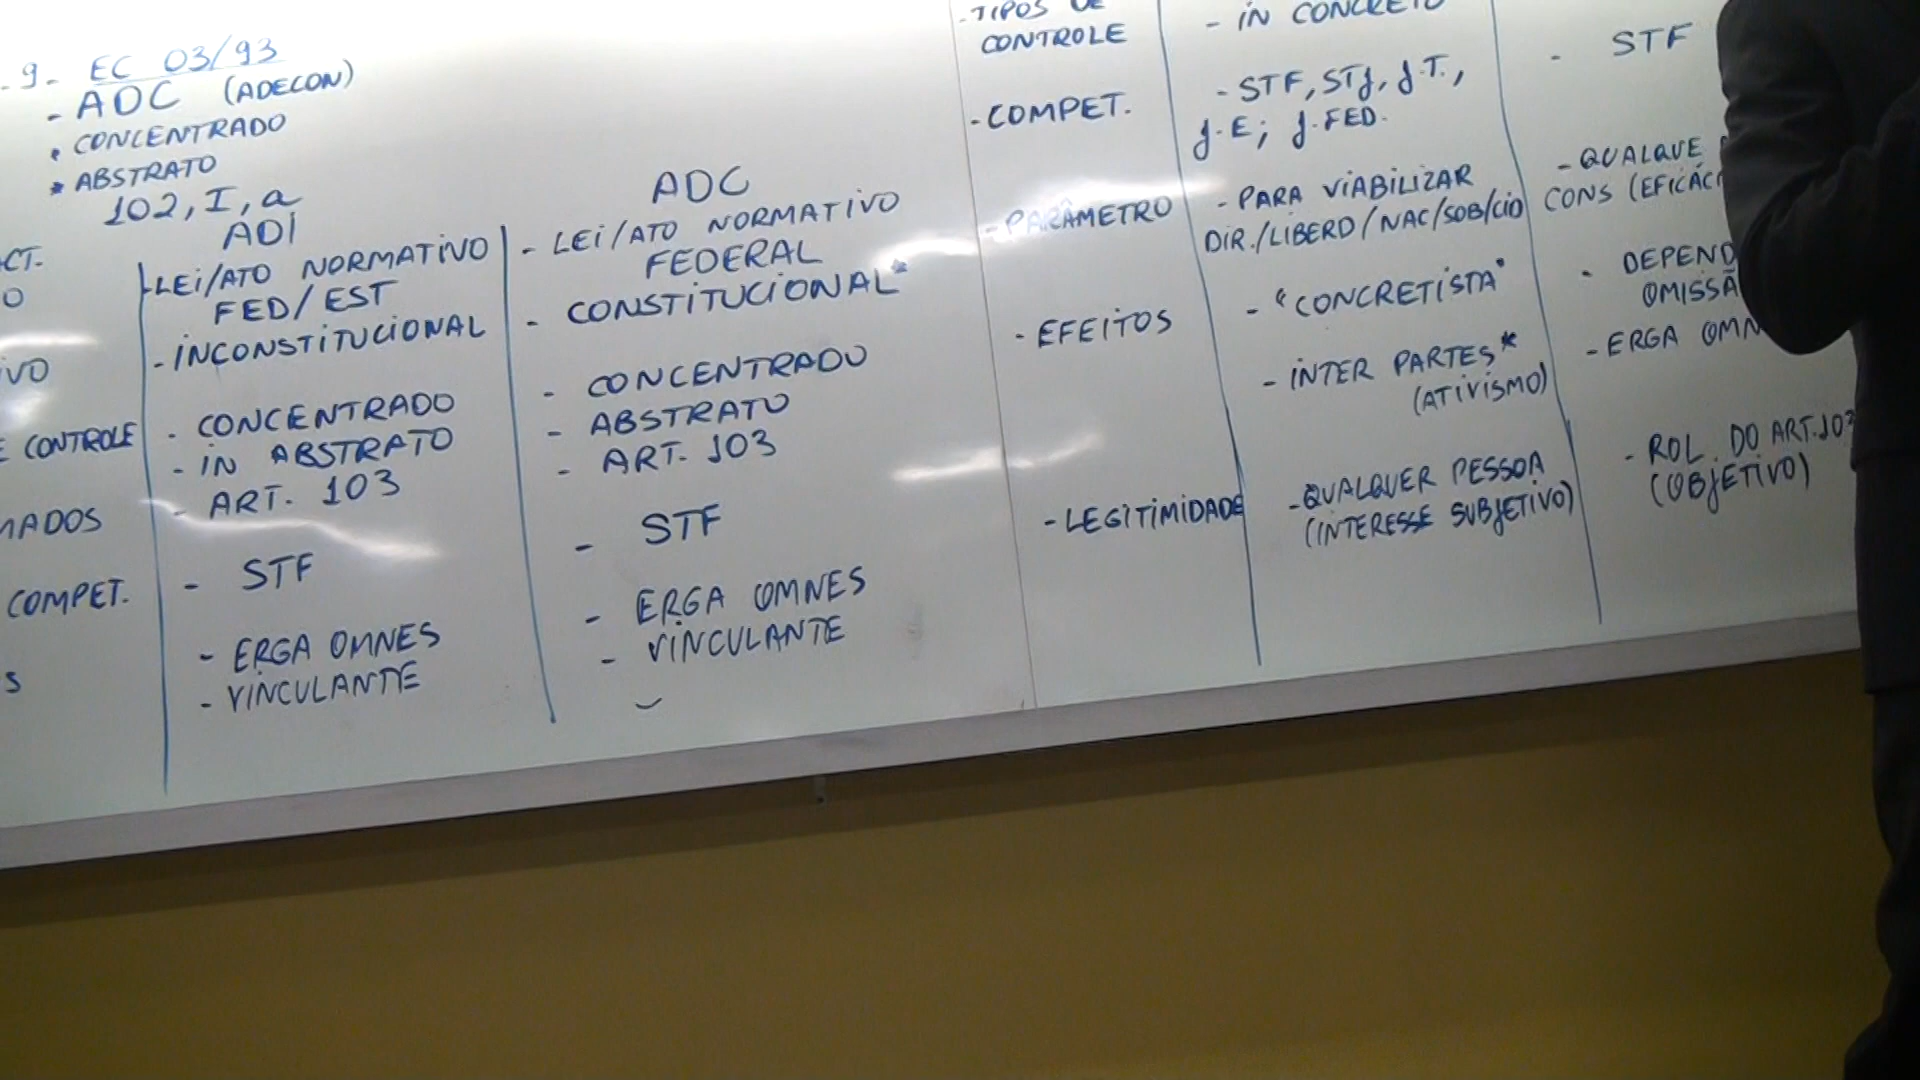 9- EC 03/93
- ADC (ADECON)
• CONCENTRADO
* ABSTRATO
102, I, a
ADI
- LEI/ATO NORMATIVO
FED/EST
- INCONSTITUCIONAL
- CONCENTRADO
- IN ABSTRATO
- ART. 103
- STF
- ERGA OMNES
- VINCULANTE
E CONTROLE
MADOS
COMPET.
S
ADC
- LEI/ATO NORMATIVO
FEDERAL
- CONSTITUCIONAL*
- CONCENTRADO
- ABSTRATO
- ART. 103
- STF
- ERGA OMNES
- VINCULANTE
- TIPOS DE
CONTROLE
- COMPET.
- PARÂMETRO
- EFEITOS
- LEGITIMIDADE
- IN CONCRETO
- STF, STJ, J.T.,
J.E; J.FED.
- PARA VIABILIZAR
DIR./LIBERD/NAC/SOB/CID
- "CONCRETISTA"
- INTER PARTES*
(ATIVISMO)
- QUALQUER PESSOA
(INTERESSE SUBJETIVO)
- STF
- QUALQUE
CONS (EFICÁC
• DEPEND
OMISSÃ
- ERGA OMN
- ROL DO ART. 103
(OBJETIVO)